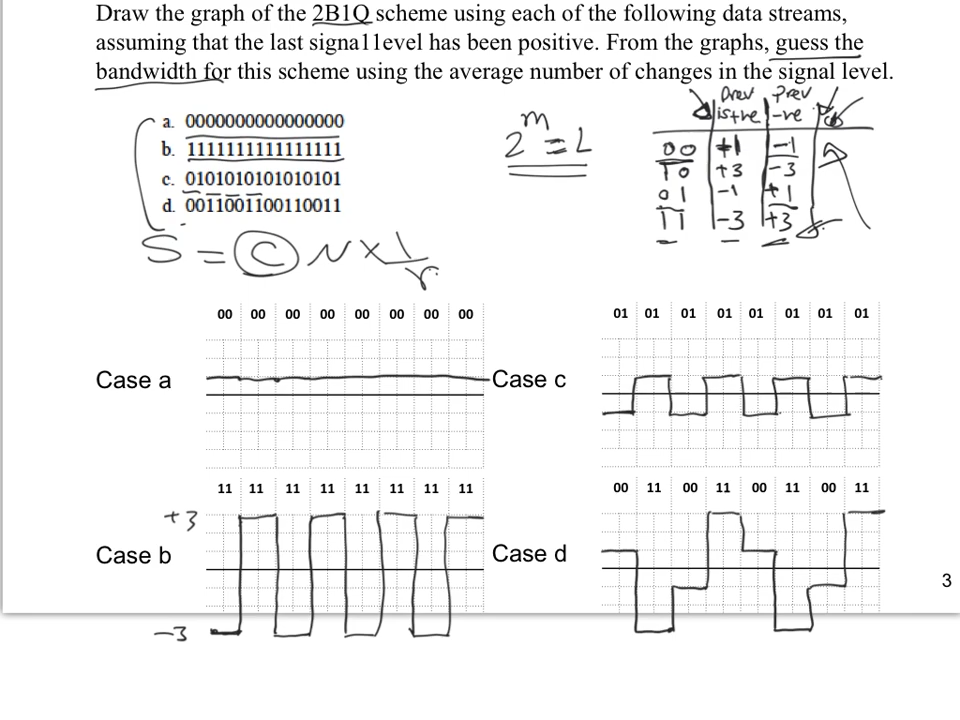 Draw the graph of the 2B1Q scheme using each of the following data streams,
assuming that the last signa11evel has been positive. From the graphs, guess the
bandwidth for this scheme using the average number of changes in the signal level.
a. 0000000000000000
b. 1111111111111111
c. 0101010101010101
d. 0011001100110011
2^m = L
Prev Prev
is +ve -ve
00 +1 -1
10 +3 -3
01 -1 +1
11 -3 +3
S = C N x 1/r
00 00 00 00 00 00 00 00
Case a
01 01 01 01 01 01 01 01
Case c
11 11 11 11 11 11 11 11
+3
Case b
-3
00 11 00 11 00 11 00 11
Case d
3